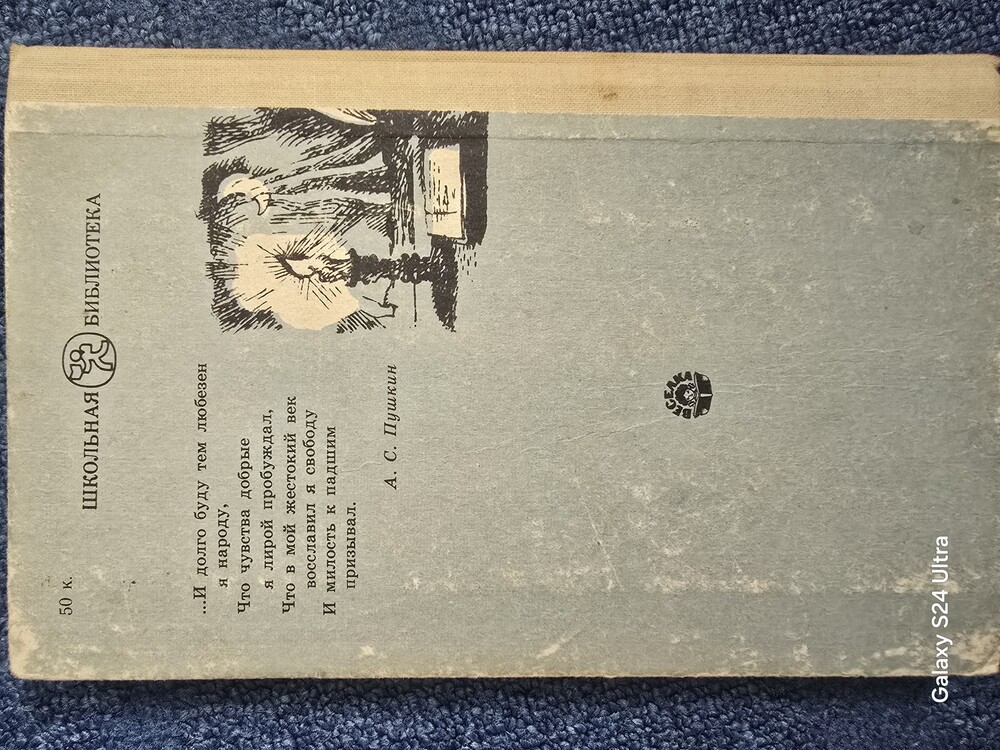 50 к.
ШКОЛЬНАЯ БИБЛИОТЕКА
...И долго буду тем любезен
я народу,
Что чувства добрые
я лирой пробуждал,
Что в мой жестокий век
восславил я свободу
И милость к падшим
призывал.
А. С. Пушкин
ВЕСЕЛКА
Galaxy S24 Ultra